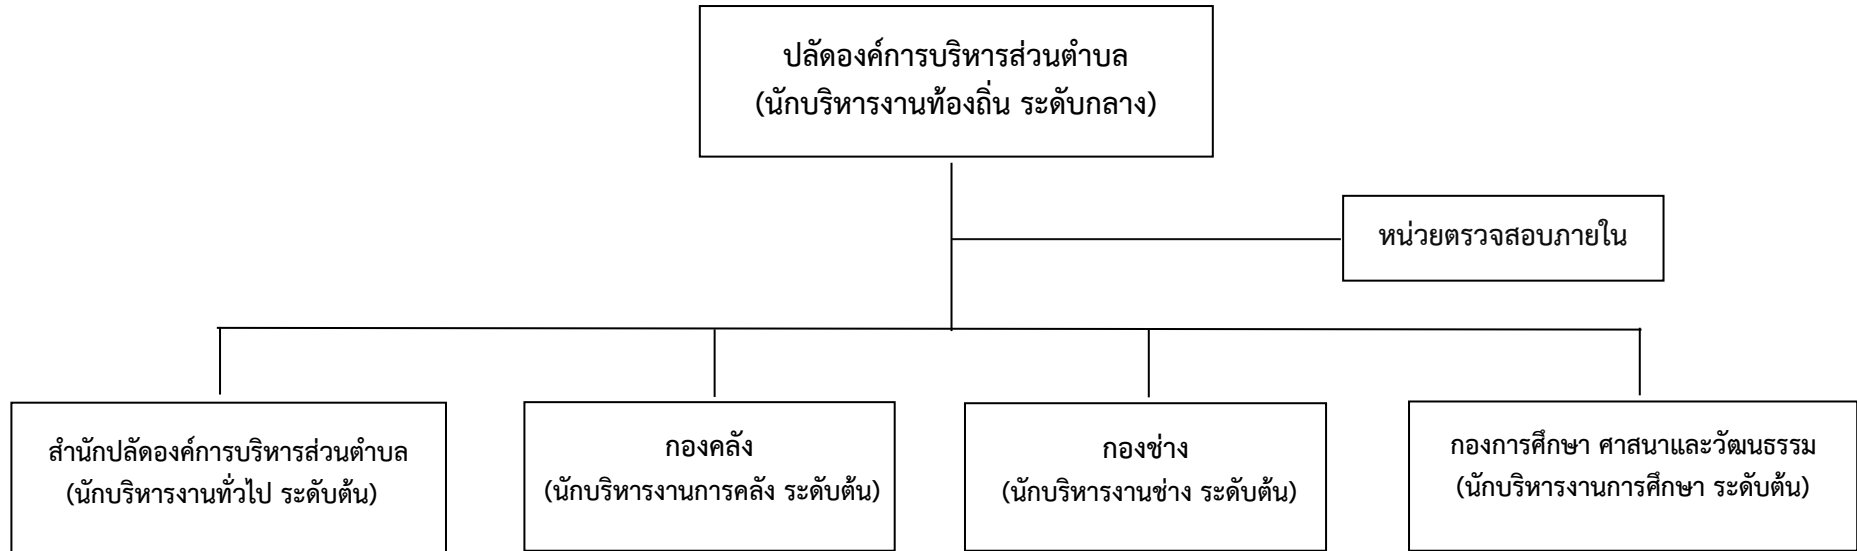 ปลัดองค์การบริหารส่วนตำบล
(นักบริหารงานท้องถิ่น ระดับกลาง)
หน่วยตรวจสอบภายใน
สำนักปลัดองค์การบริหารส่วนตำบล
(นักบริหารงานทั่วไป ระดับต้น)
กองคลัง
(นักบริหารงานการคลัง ระดับต้น)
กองช่าง
(นักบริหารงานช่าง ระดับต้น)
กองการศึกษา ศาสนาและวัฒนธรรม
(นักบริหารงานการศึกษา ระดับต้น)